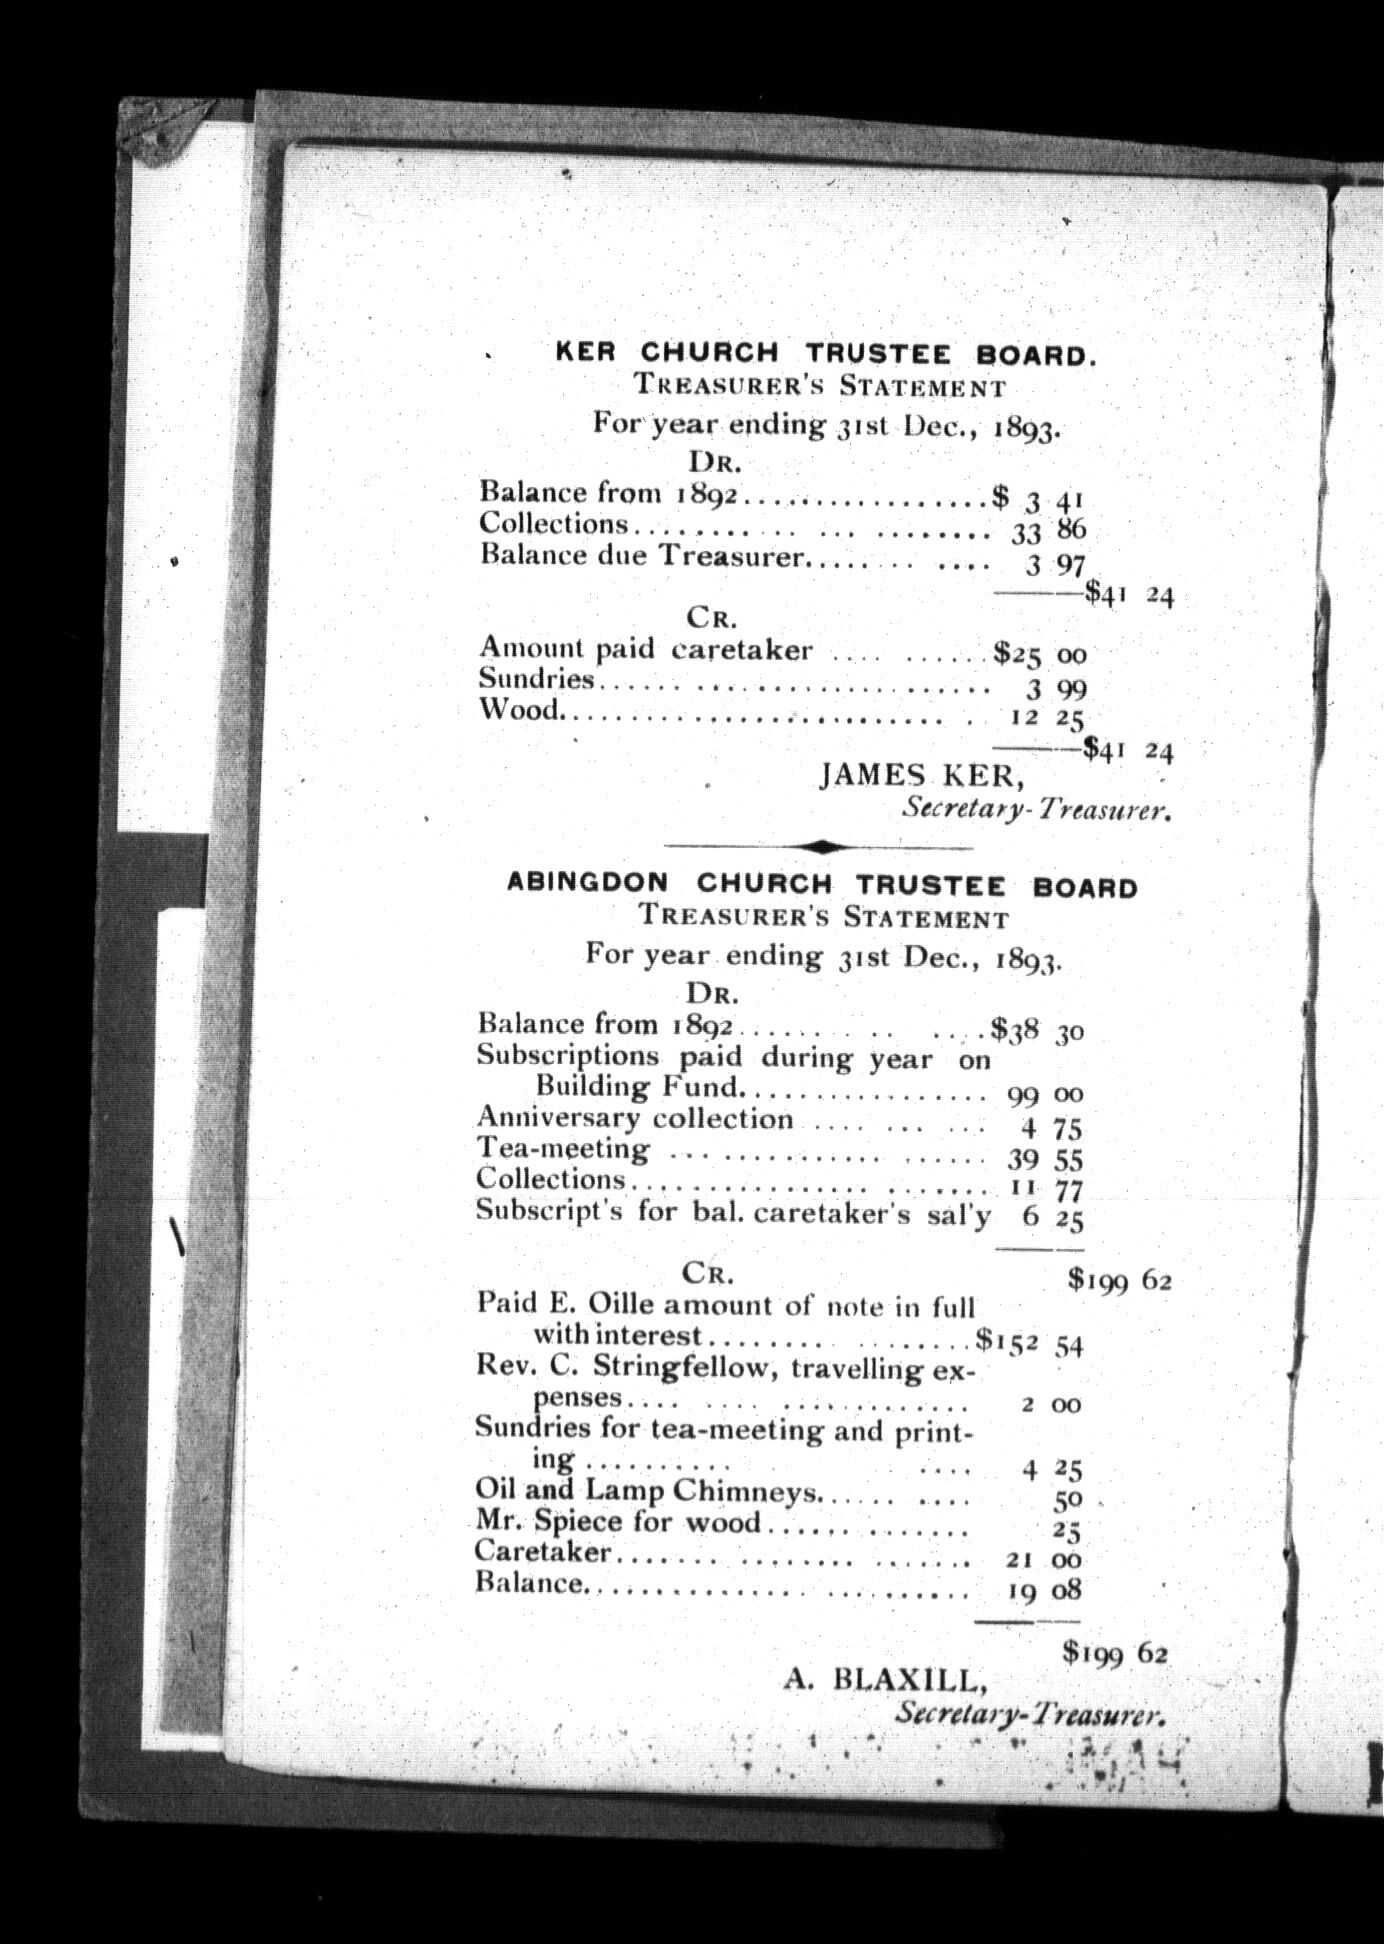 KER CHURCH TRUSTEE BOARD.
TREASURER'S STATEMENT
For year ending 31st Dec., 1893.
DR.
Balance from 1892.................$ 3 41
Collections......... .. ... ........ 33 86
Balance due Treasurer...... .. .... 3 97
$41 24
CR.
Amount paid caretaker .... ......$25 00
Sundries........................... 3 99
Wood........................... . 12 25
$41 24
JAMES KER,
Secretary-Treasurer.
ABINGDON CHURCH TRUSTEE BOARD
TREASURER'S STATEMENT
For year ending 31st Dec., 1893.
DR.
Balance from 1892...... .. ....$38 30
Subscriptions paid during year on
Building Fund................. 99 00
Anniversary collection .... ... ... 4 75
Tea-meeting ... ............. ...... 39 55
Collections................ ....... 11 77
Subscript's for bal. caretaker's sal'y 6 25
CR. $199 62
Paid E. Oille amount of note in full
with interest........ ........$152 54
Rev. C. Stringfellow, travelling ex-
penses.... .... ............. 2 00
Sundries for tea-meeting and print-
ing .......... .... 4 25
Oil and Lamp Chimneys...... .... 50
Mr. Spiece for wood............. 25
Caretaker....... ........ ....... 21 00
Balance................ .......... 19 08
$199 62
A. BLAXILL,
Secretary-Treasurer.